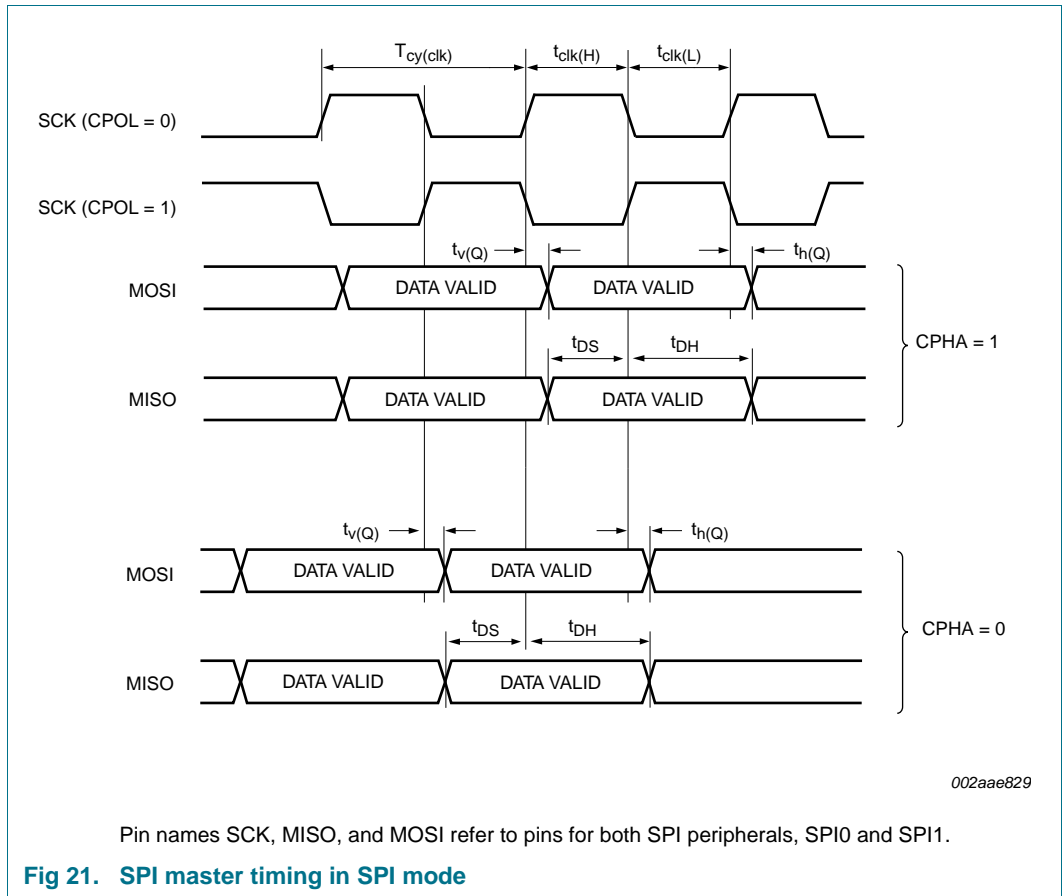 Tcy(clk) tclk(H) tclk(L)
SCK (CPOL = 0)
SCK (CPOL = 1)
tv(Q) th(Q)
MOSI DATA VALID DATA VALID
CPHA = 1
tDS tDH
MISO DATA VALID DATA VALID
tv(Q) th(Q)
MOSI DATA VALID DATA VALID
CPHA = 0
tDS tDH
MISO DATA VALID DATA VALID
002aae829
Pin names SCK, MISO, and MOSI refer to pins for both SPI peripherals, SPI0 and SPI1.
Fig 21. SPI master timing in SPI mode